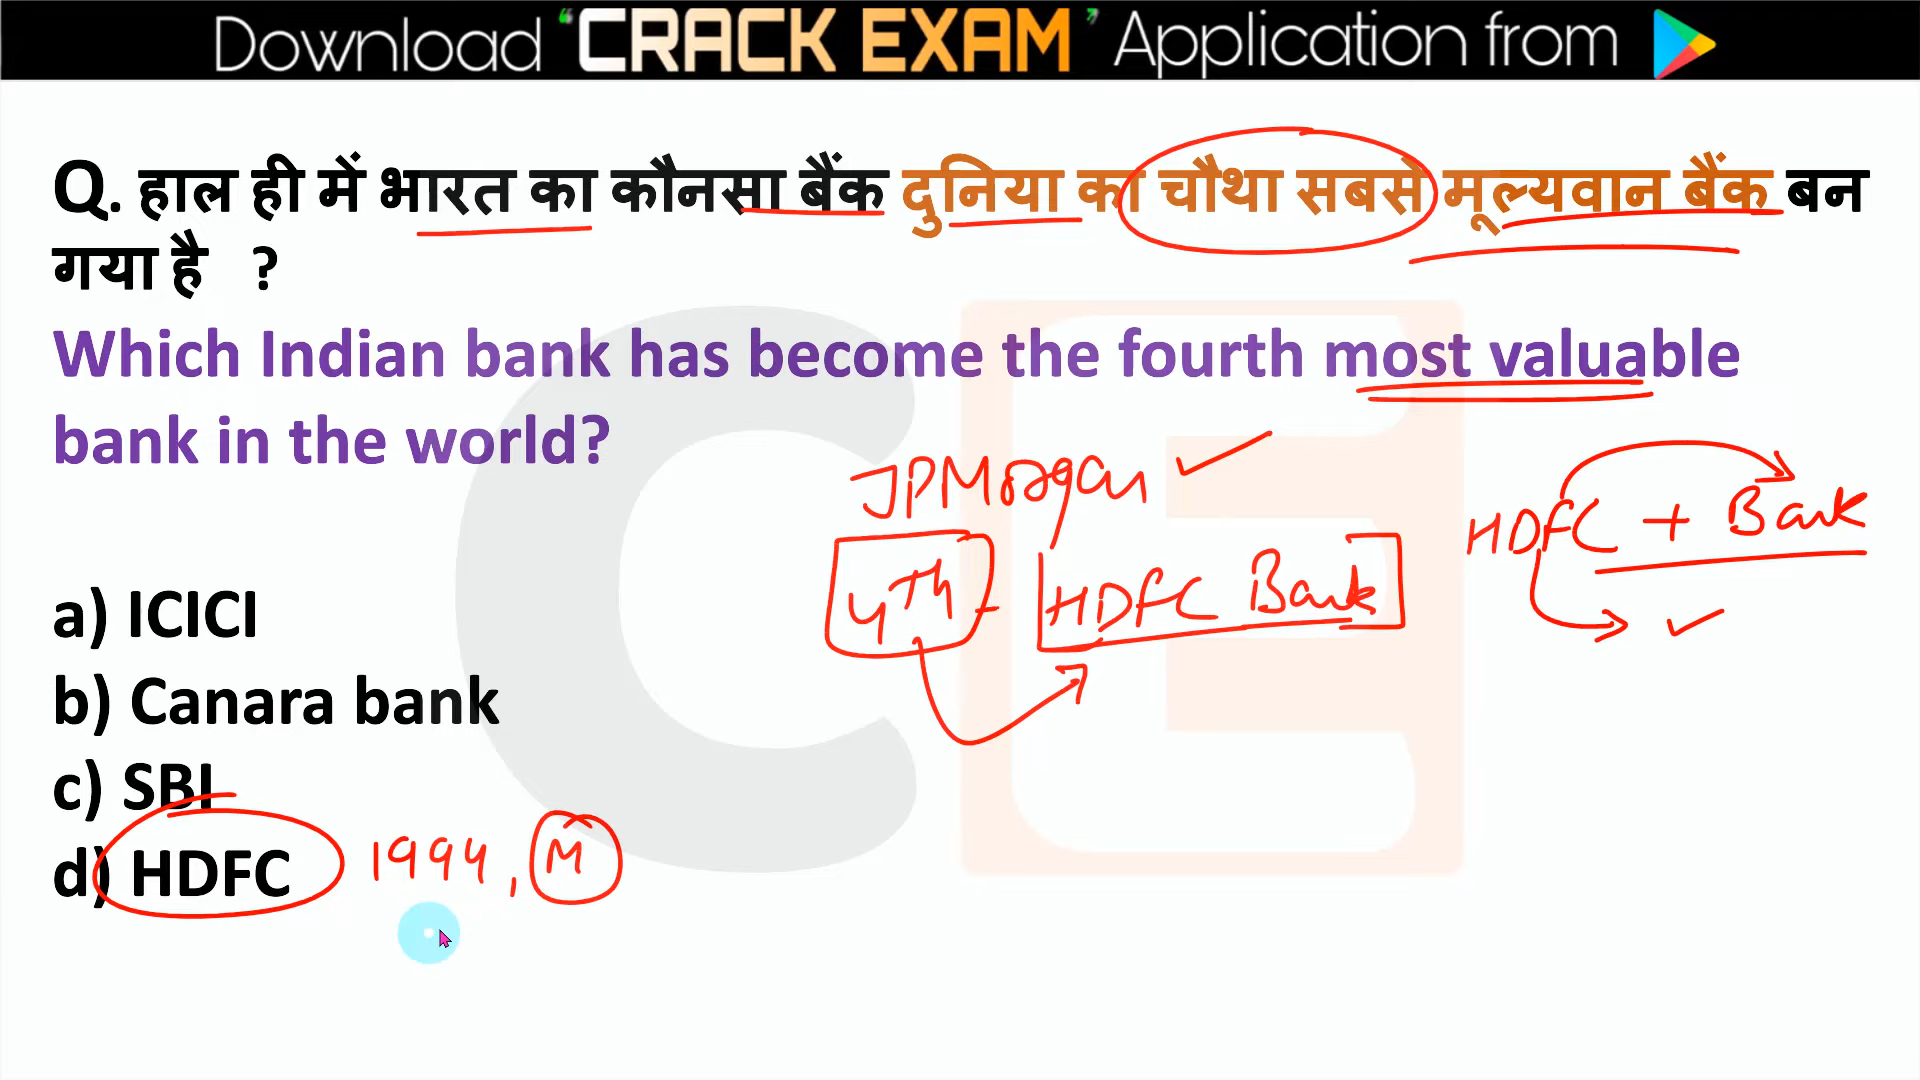 Download "CRACK EXAM" Application from
Q. हाल ही में भारत का कौनसा बैंक दुनिया का चौथा सबसे मूल्यवान बैंक बन
गया है ?
Which Indian bank has become the fourth most valuable
bank in the world?
JPMorgan
HDFC + Bank
4th - HDFC Bank
a) ICICI
b) Canara bank
c) SBI
d) HDFC 1994, M
CE